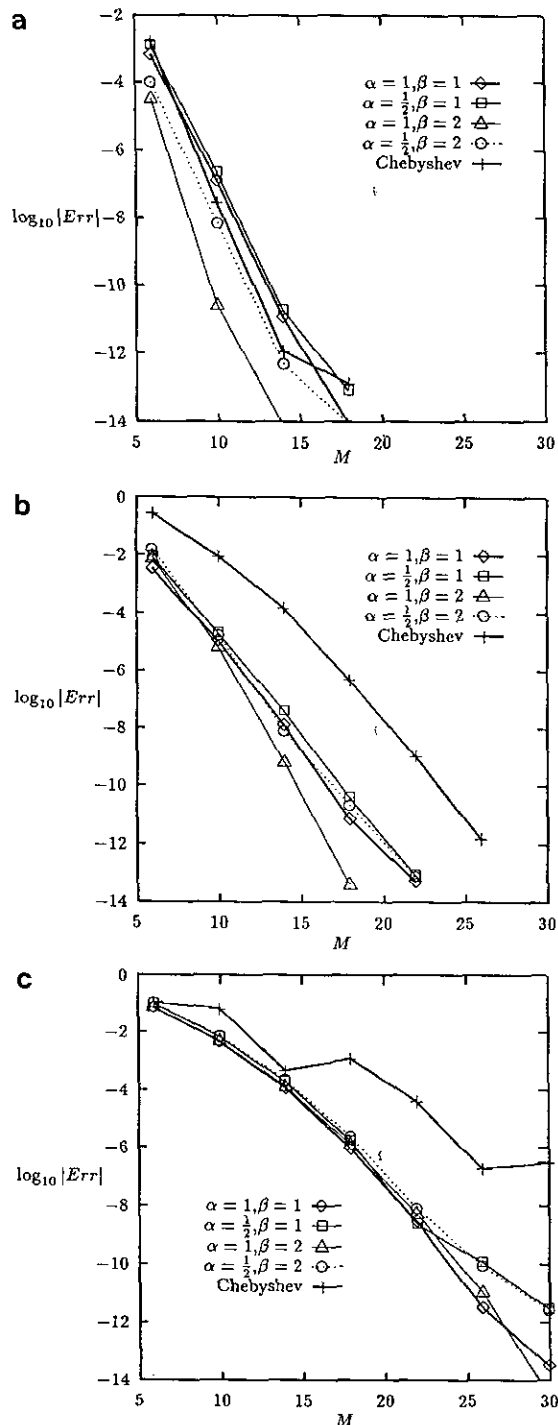 a
−2
−4
−6
log₁₀|Err| −8
−10
−12
−14
α = 1,β = 1
α = ½,β = 1
α = 1,β = 2
α = ½,β = 2
Chebyshev
5 10 15 20 25 30
M
b
0
−2
−4
−6
log₁₀|Err|
−8
−10
−12
−14
α = 1,β = 1
α = ½,β = 1
α = 1,β = 2
α = ½,β = 2
Chebyshev
5 10 15 20 25 30
M
c
0
−2
−4
−6
log₁₀|Err|
−8
−10
−12
−14
α = 1,β = 1
α = ½,β = 1
α = 1,β = 2
α = ½,β = 2
Chebyshev
5 10 15 20 25 30
M